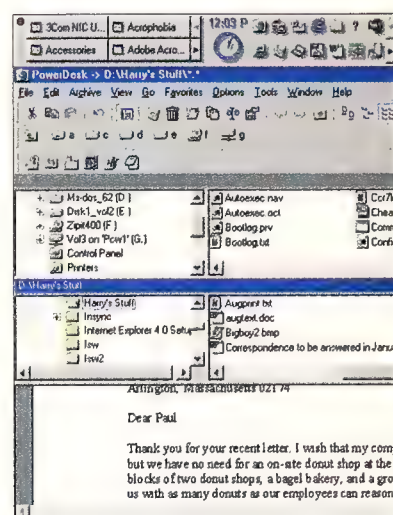 3Com NIC U... Acrophobia 12:03 P
Accessories Adobe Acro...
PowerDesk -> D:\Harry's Stuff\*.*
File Edit Archive View Go Favorites Options Tools Window Help
a c d e f g
Ms-dos_62 (D:)
Dsk1_vol2 (E:)
Zip400 (F:)
Vol3 on 'Pcw1' (G:)
Control Panel
Printers
Autoexec.nav
Autoexec.oct
Bootlog.prv
Bootlog.txt
Chea
Comm
Confi
D:\Harry's Stuff
Harry's Stuff
Insync
Internet Explorer 4.0 Setup
Isw
Isw2
Augprint.txt
augtext.doc
Bigboy2.bmp
Correspondence to be answered in Janu
Arlington, Massachusetts 02174
Dear Paul
Thank you for your recent letter. I wish that my com
but we have no need for an on-site donut shop at the
blocks of two donut shops, a bagel bakery, and a gro
us with as many donuts as our employees can reason